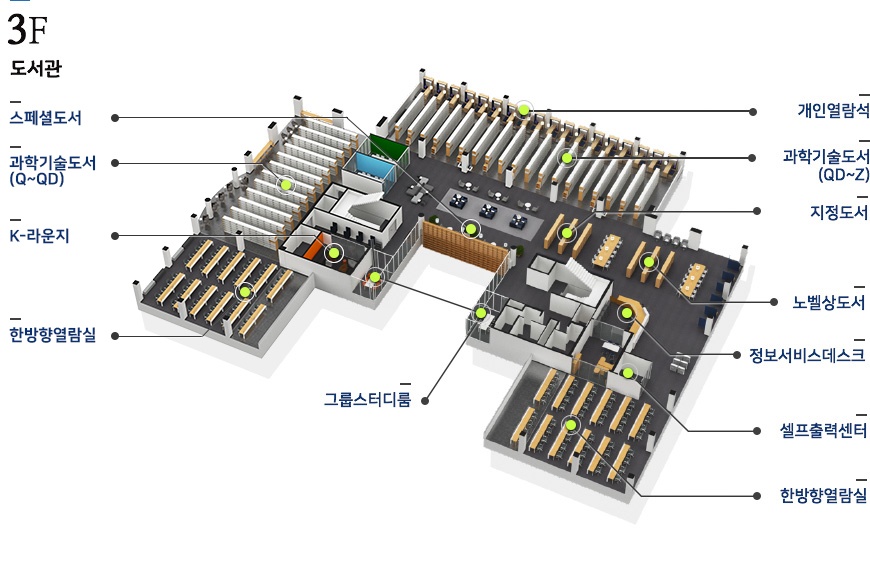 3F
도서관
스페셜도서
과학기술도서
(Q~QD)
K-라운지
한방향열람실
그룹스터디룸
개인열람석
과학기술도서
(QD~Z)
지정도서
노벨상도서
정보서비스데스크
셀프출력센터
한방향열람실